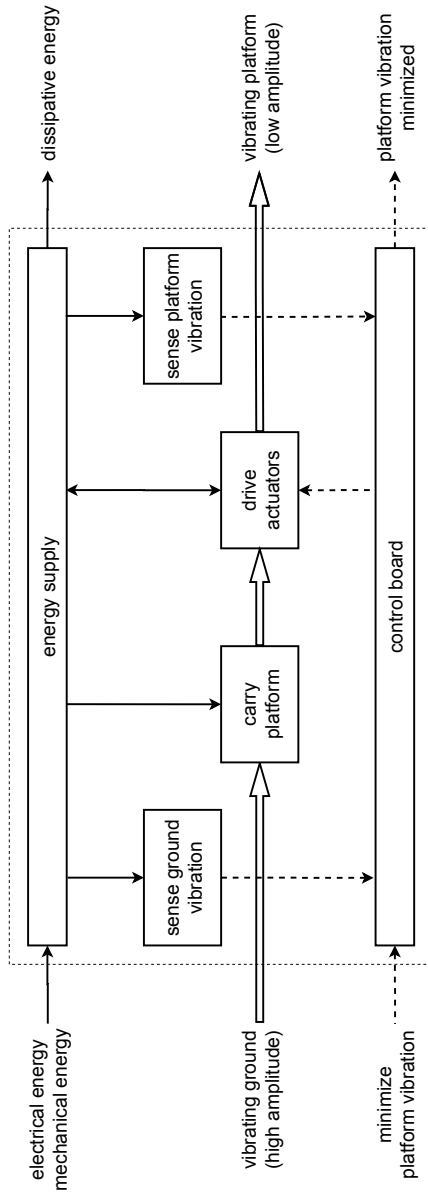 electrical energy
mechanical energy
energy supply
dissipative energy
sense ground
vibration
sense platform
vibration
vibrating ground
(high amplitude)
carry
platform
drive
actuators
vibrating platform
(low amplitude)
minimize
platform vibration
control board
platform vibration
minimized